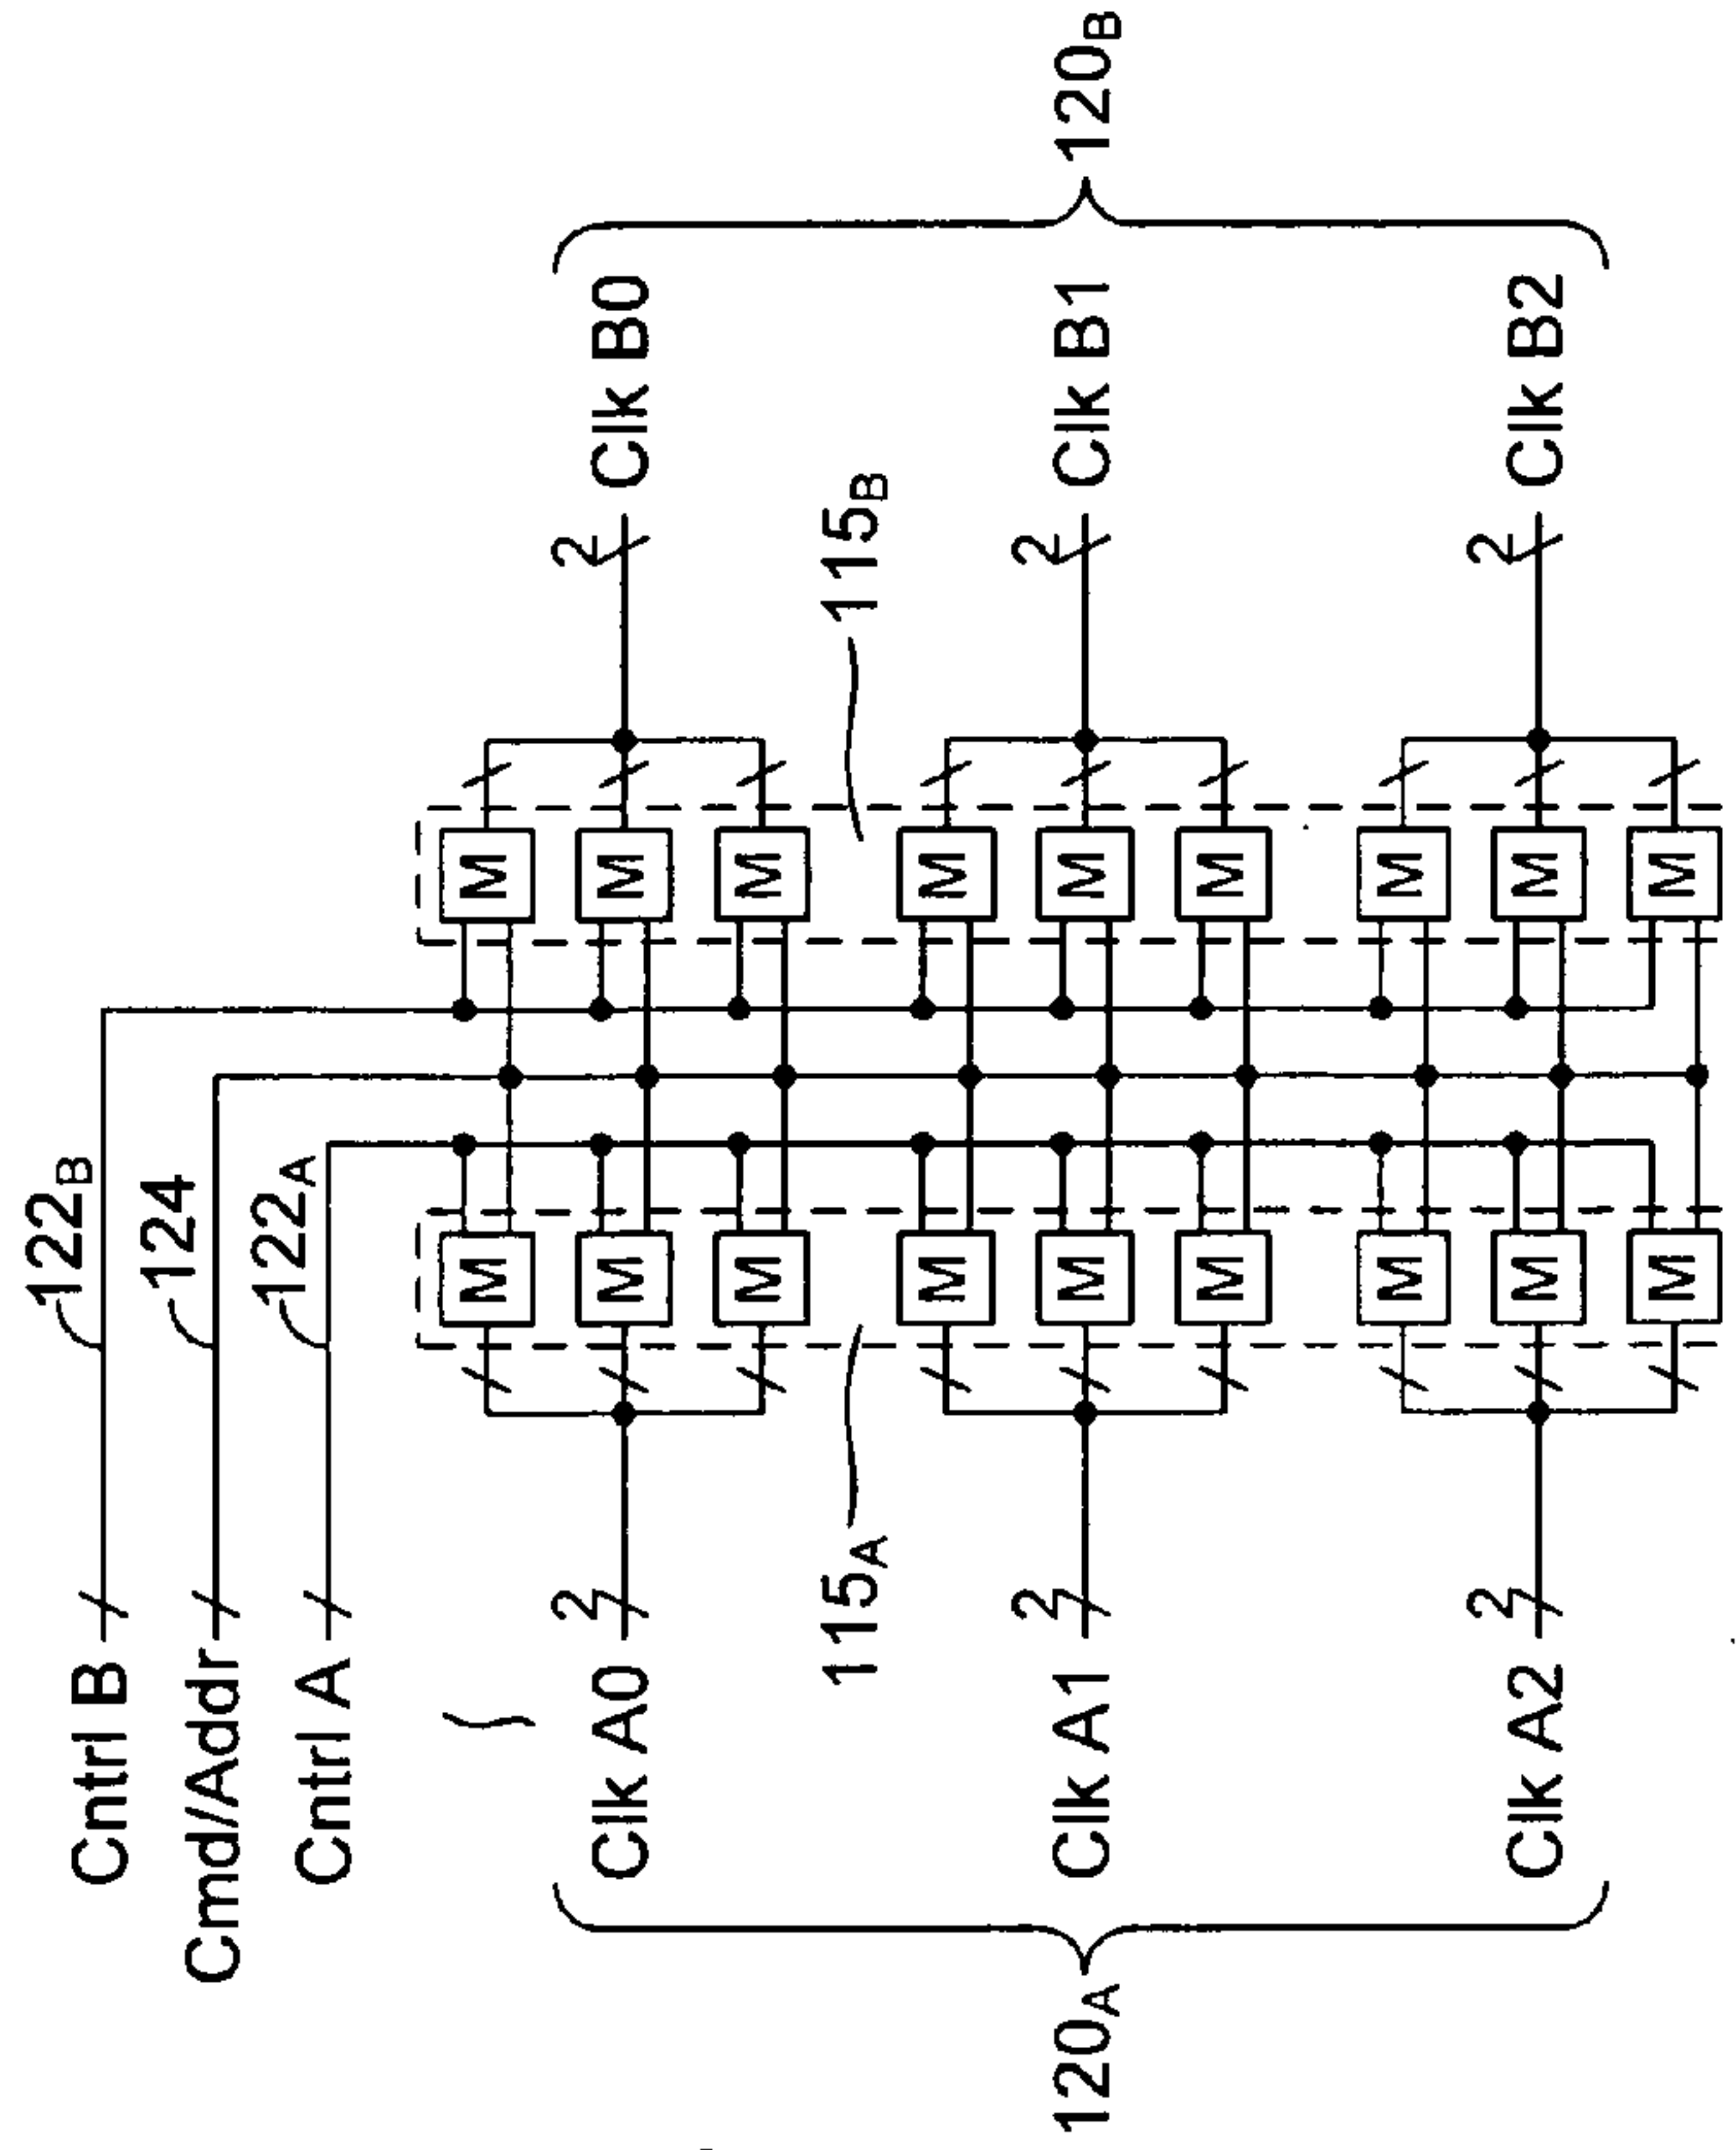 122B
Cntrl B
124
Cmd/Addr
122A
Cntrl A
M M
2 2
Clk A0 M M Clk B0
M M
115A 115B
M M
2 2
120A Clk A1 M M Clk B1 120B
M M
M M
2 2
Clk A2 M M Clk B2
M M